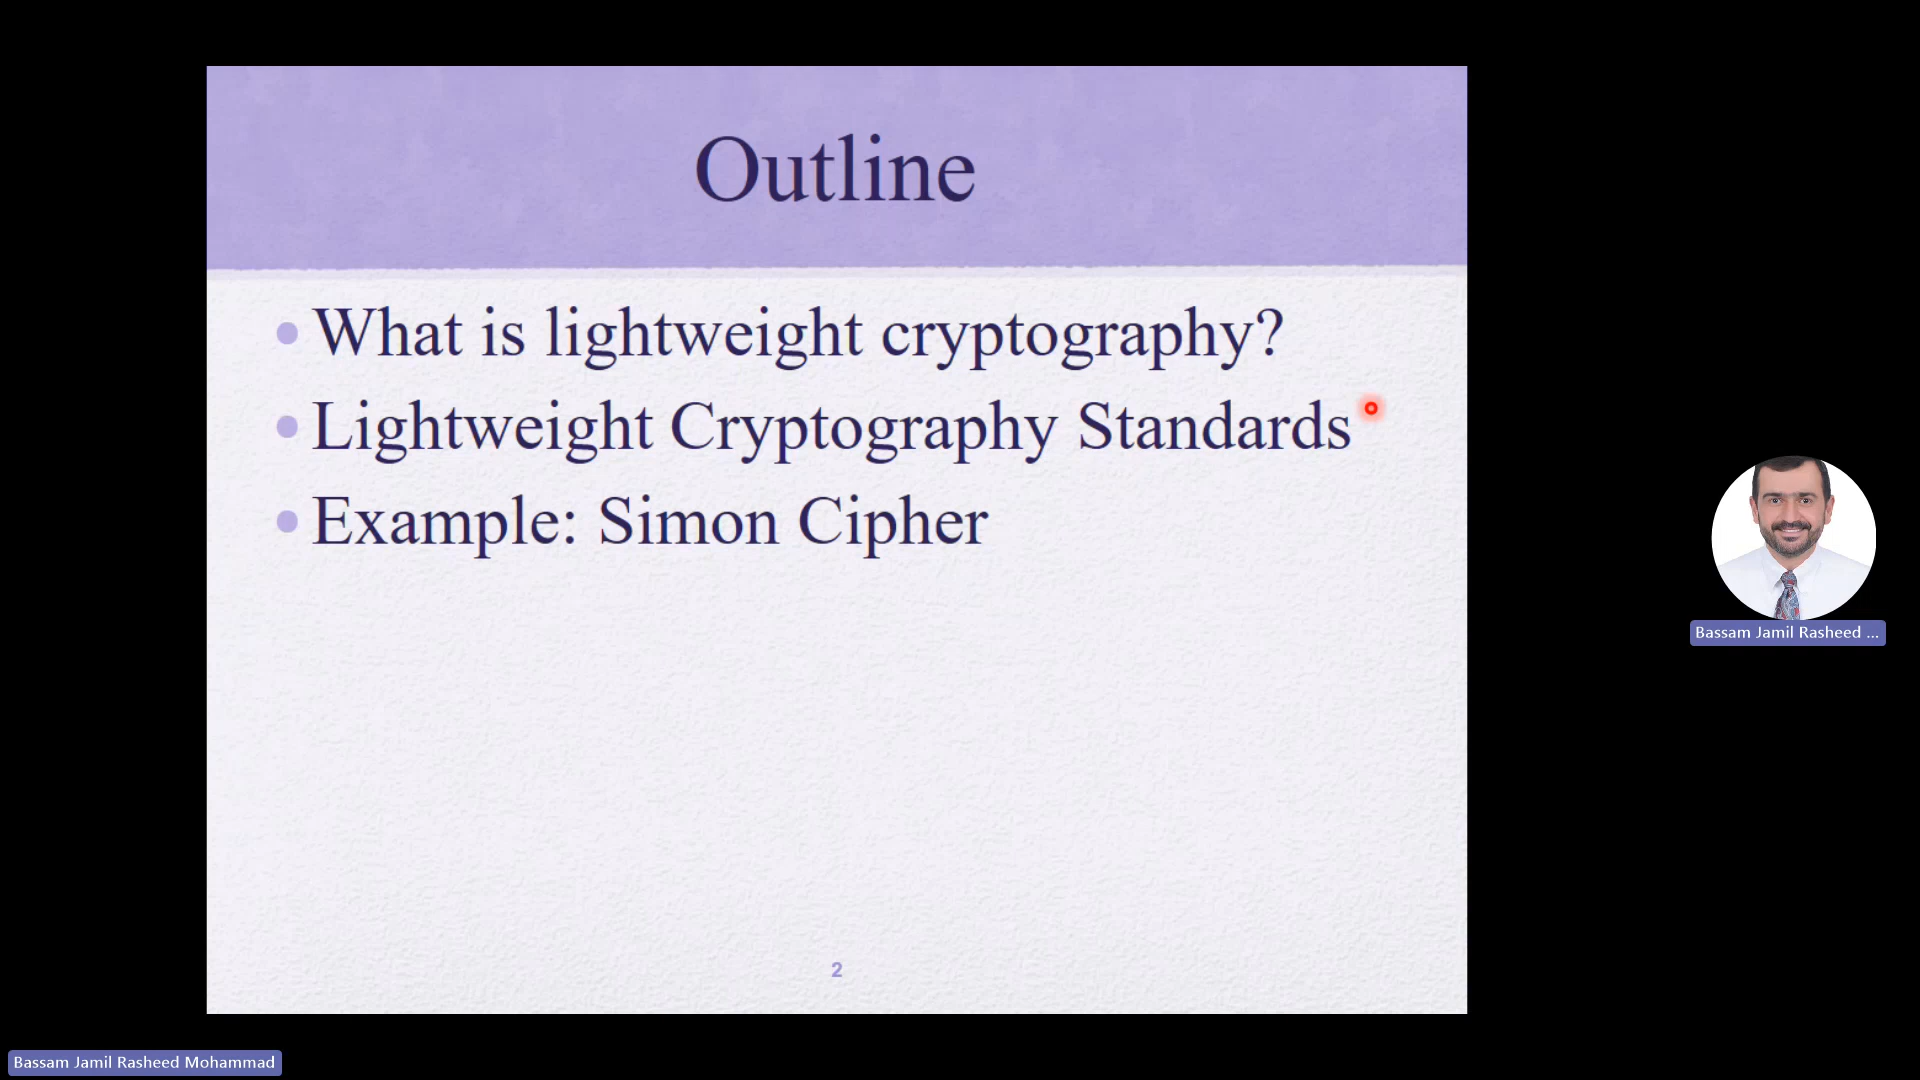 Outline
• What is lightweight cryptography?
• Lightweight Cryptography Standards
• Example: Simon Cipher
2
Bassam Jamil Rasheed ...
Bassam Jamil Rasheed Mohammad